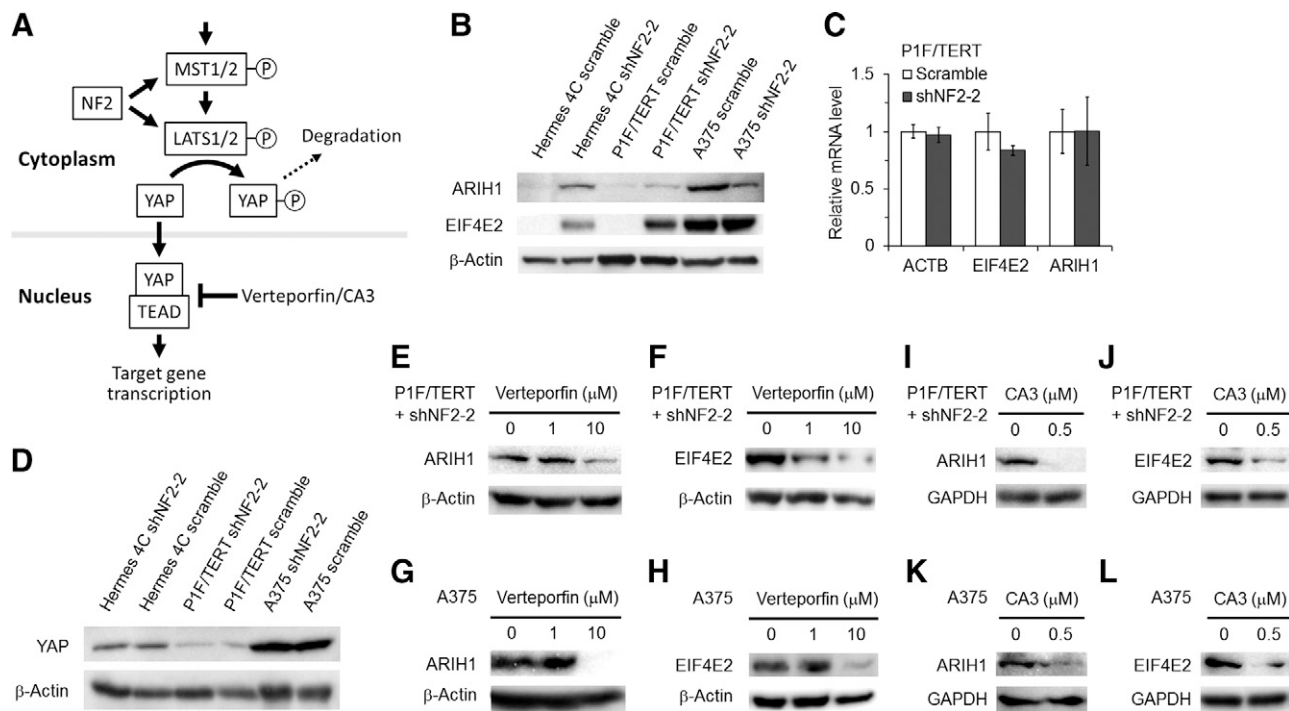 A
MST1/2
P
NF2
LATS1/2
P
Degradation
Cytoplasm
YAP
YAP
P
YAP
TEAD
Nucleus
Verteporfin/CA3
Target gene
transcription
B
Hermes 4C scramble
Hermes 4C shNF2-2
P1F/TERT scramble
P1F/TERT shNF2-2
A375 scramble
A375 shNF2-2
ARIH1
EIF4E2
β-Actin
C
P1F/TERT
Scramble
shNF2-2
Relative mRNA level
1.5
1
0.5
0
ACTB EIF4E2 ARIH1
D
Hermes 4C shNF2-2
Hermes 4C scramble
P1F/TERT shNF2-2
P1F/TERT scramble
A375 shNF2-2
A375 scramble
YAP
β-Actin
E
P1F/TERT
+ shNF2-2
Verteporfin (μM)
0 1 10
ARIH1
β-Actin
F
P1F/TERT
+ shNF2-2
Verteporfin (μM)
0 1 10
EIF4E2
β-Actin
G
A375
Verteporfin (μM)
0 1 10
ARIH1
β-Actin
H
A375
Verteporfin (μM)
0 1 10
EIF4E2
β-Actin
I
P1F/TERT
+ shNF2-2
CA3 (μM)
0 0.5
ARIH1
GAPDH
J
P1F/TERT
+ shNF2-2
CA3 (μM)
0 0.5
EIF4E2
GAPDH
K
A375
CA3 (μM)
0 0.5
ARIH1
GAPDH
L
A375
CA3 (μM)
0 0.5
EIF4E2
GAPDH